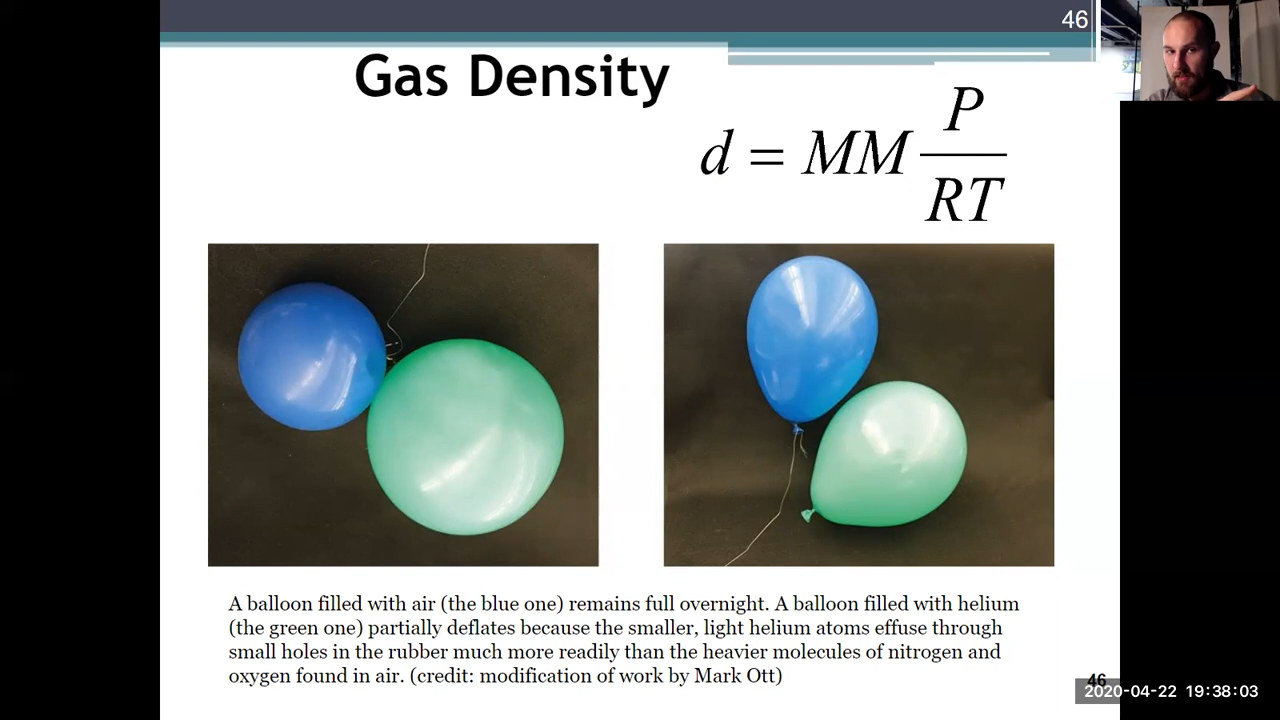 46
Gas Density
d = MM P/RT
A balloon filled with air (the blue one) remains full overnight. A balloon filled with helium
(the green one) partially deflates because the smaller, light helium atoms effuse through
small holes in the rubber much more readily than the heavier molecules of nitrogen and
oxygen found in air. (credit: modification of work by Mark Ott)
46
2020-04-22 19:38:03